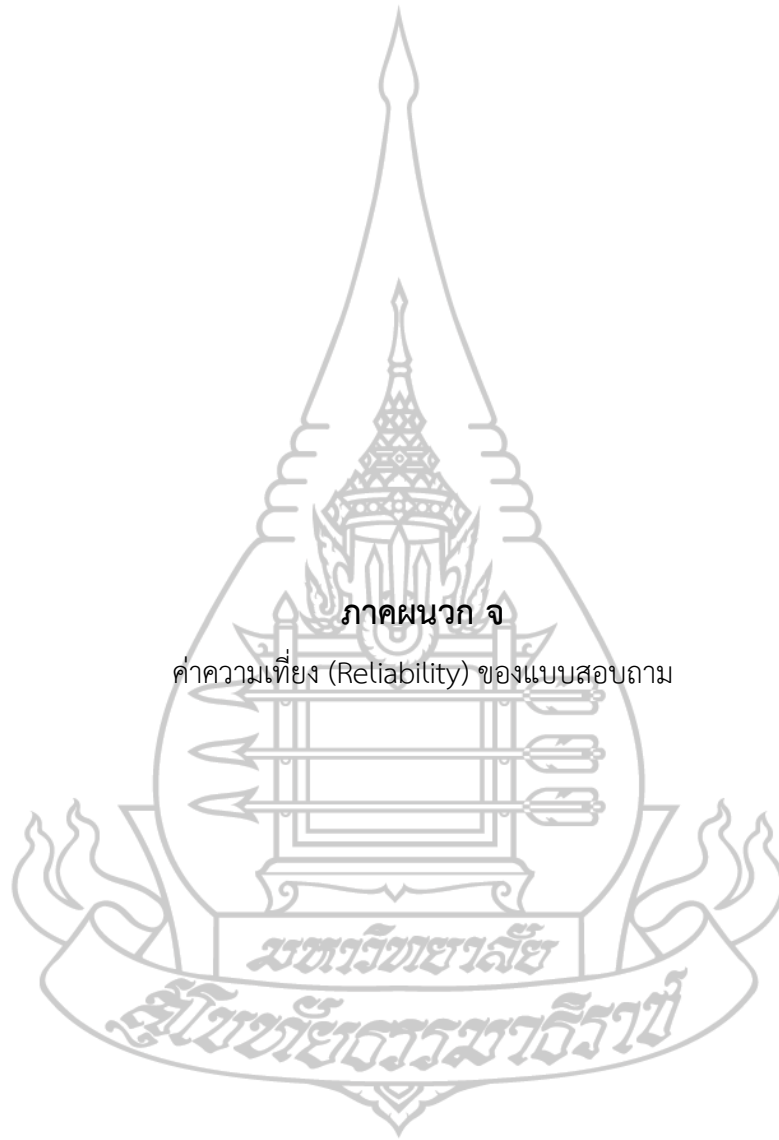 ภาคผนวก จ
ค่าความเที่ยง (Reliability) ของแบบสอบถาม
มหาวิทยาลัย
สุโขทัยธรรมาธิราช